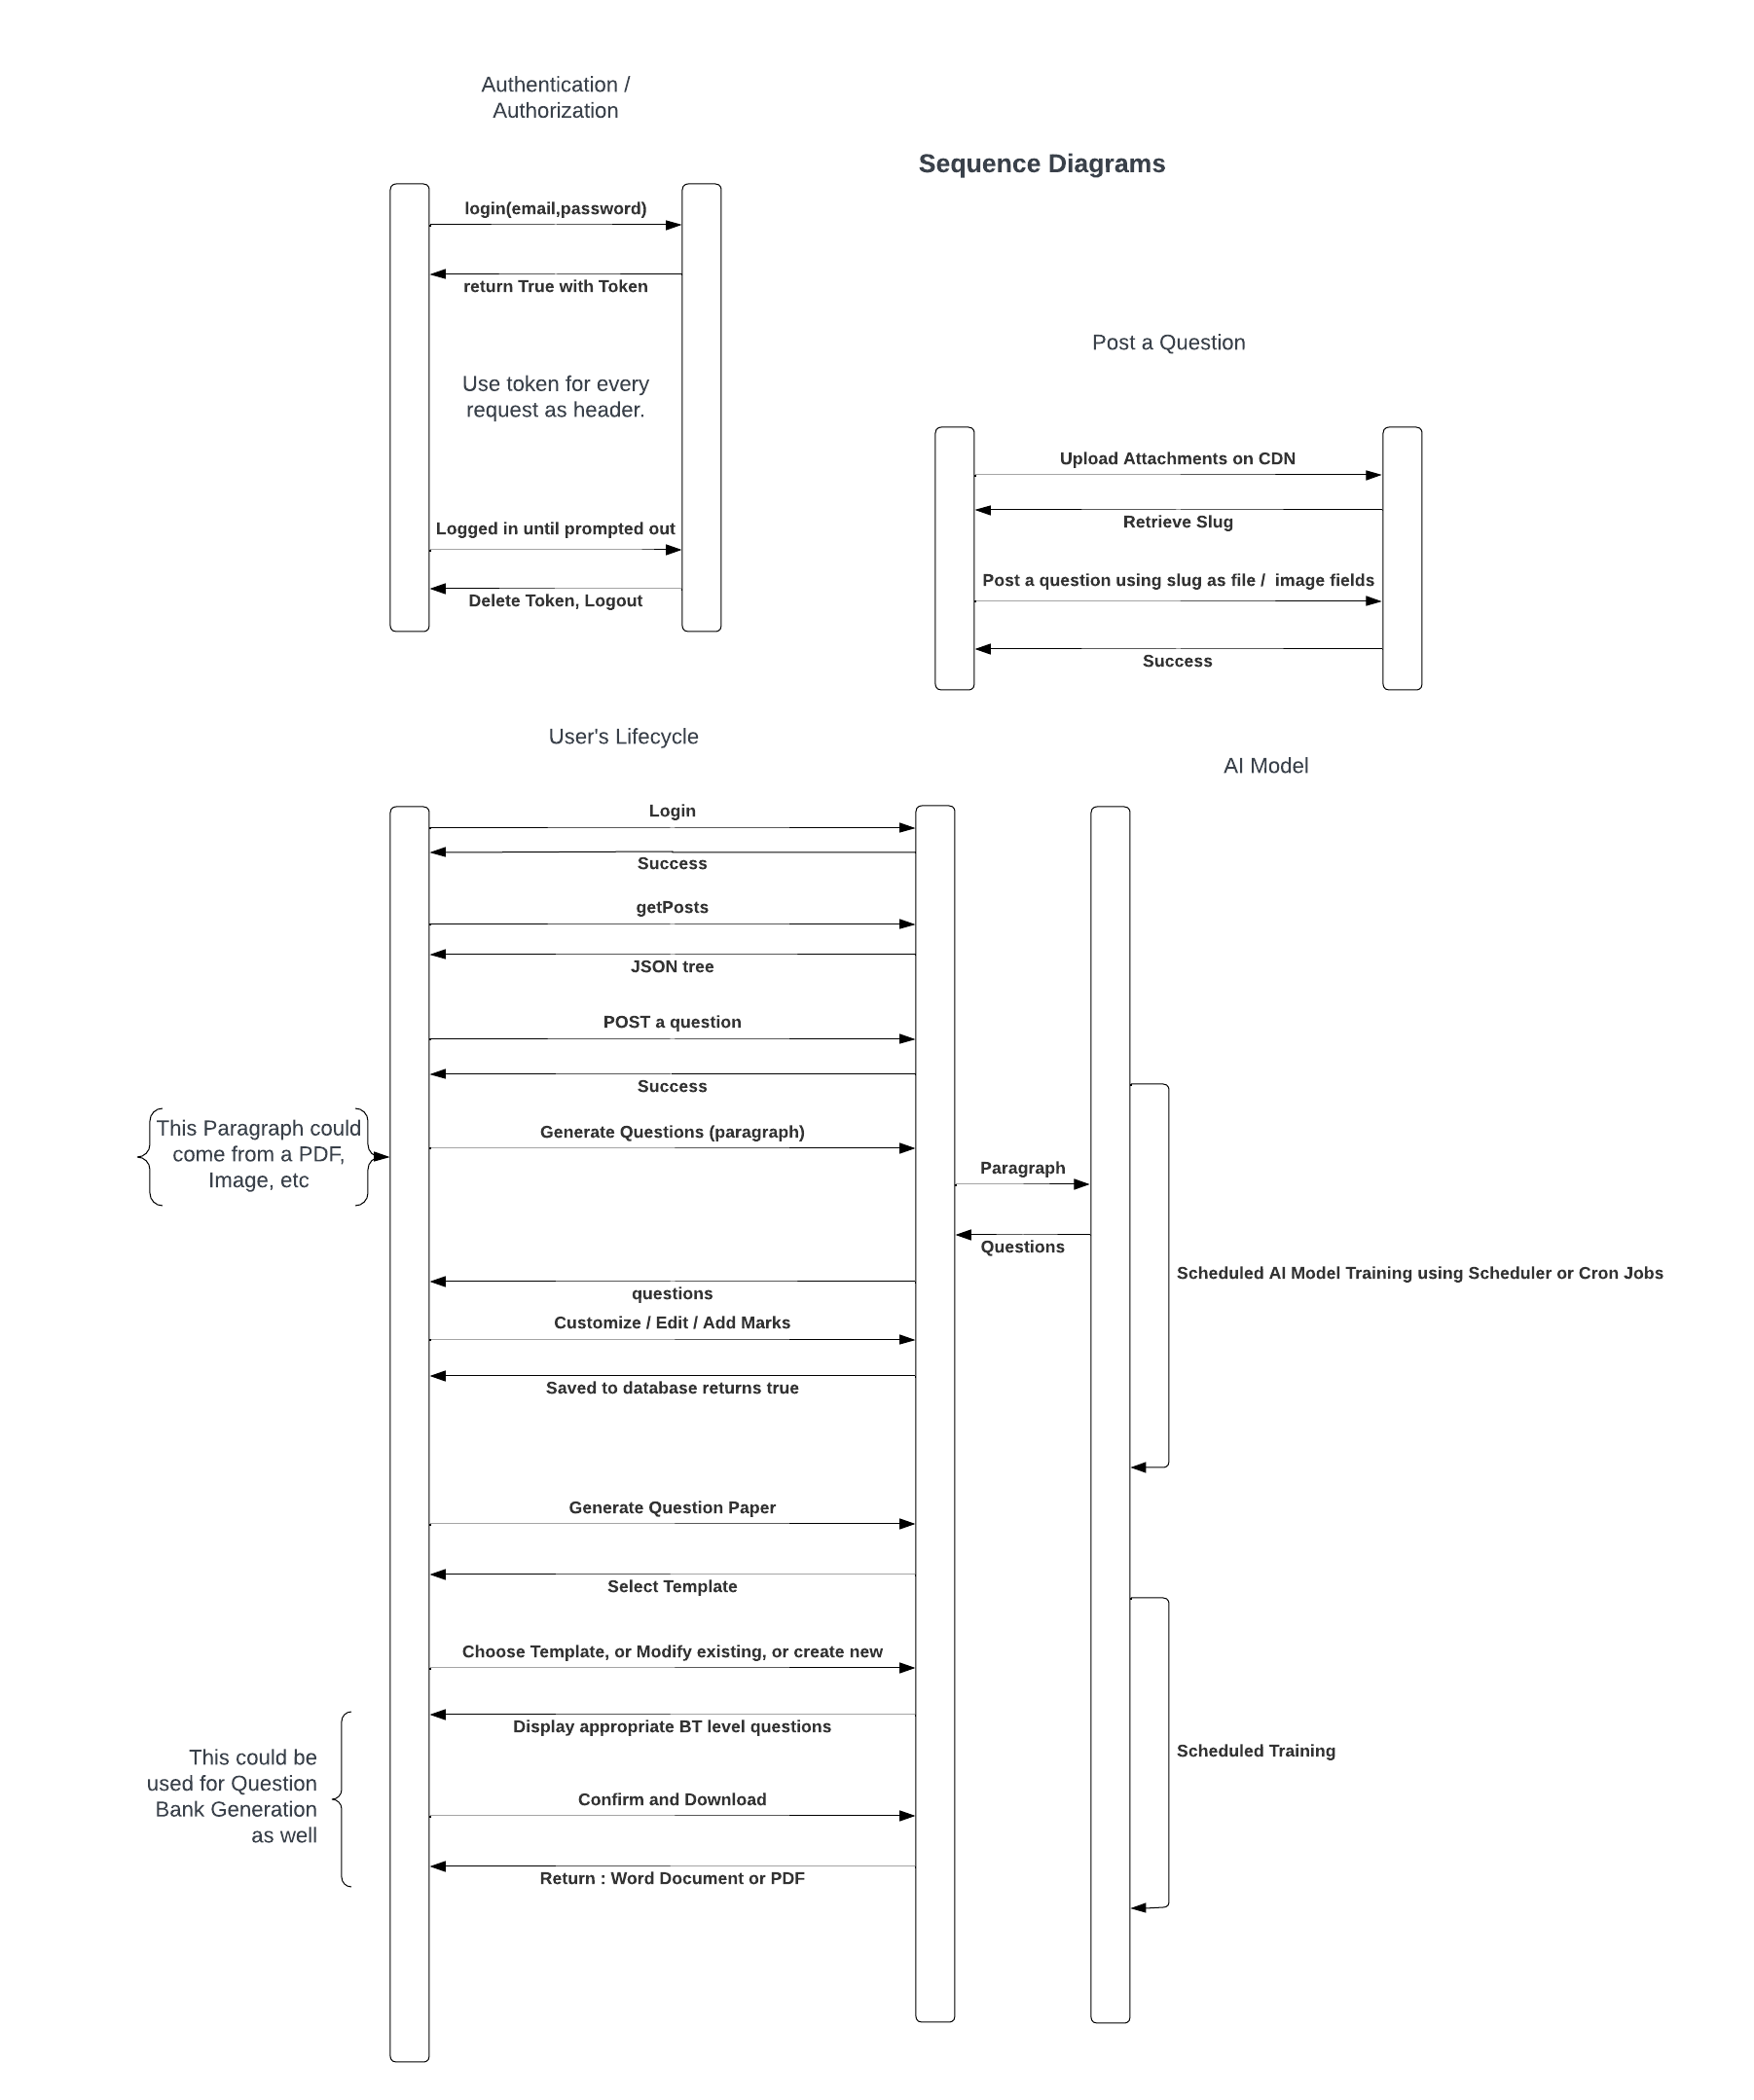 Authentication /
Authorization
Sequence Diagrams
login(email,password)
return True with Token
Use token for every
request as header.
Logged in until prompted out
Delete Token, Logout
Post a Question
Upload Attachments on CDN
Retrieve Slug
Post a question using slug as file /  image fields
Success
User's Lifecycle
AI Model
Login
Success
getPosts
JSON tree
POST a question
Success
This Paragraph could
come from a PDF,
Image, etc
Generate Questions (paragraph)
Paragraph
Questions
Scheduled AI Model Training using Scheduler or Cron Jobs
questions
Customize / Edit / Add Marks
Saved to database returns true
Generate Question Paper
Select Template
Choose Template, or Modify existing, or create new
Display appropriate BT level questions
Scheduled Training
This could be
used for Question
Bank Generation
as well
Confirm and Download
Return : Word Document or PDF